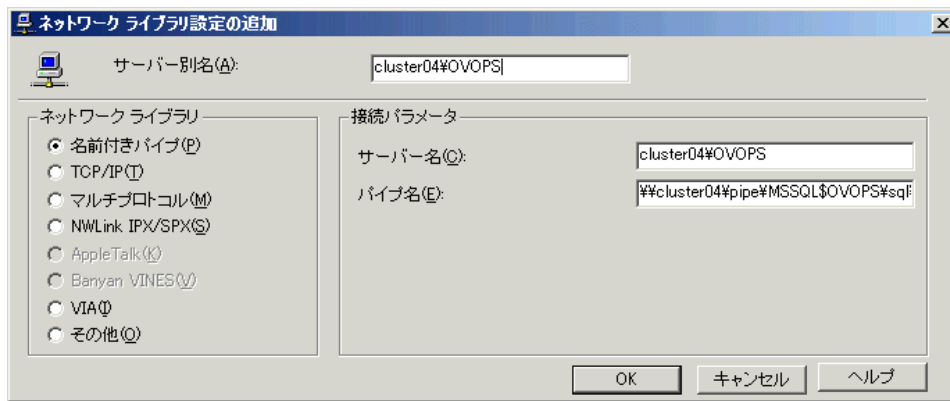 ネットワーク ライブラリ設定の追加
サーバー別名(A):
cluster04¥OVOPS
ネットワーク ライブラリ
名前付きパイプ(P)
TCP/IP(T)
マルチプロトコル(M)
NWLink IPX/SPX(S)
AppleTalk(K)
Banyan VINES(V)
VIA(I)
その他(O)
接続パラメータ
サーバー名(C):
cluster04¥OVOPS
パイプ名(E):
¥¥cluster04¥pipe¥MSSQL$OVOPS¥sql
OK
キャンセル
ヘルプ